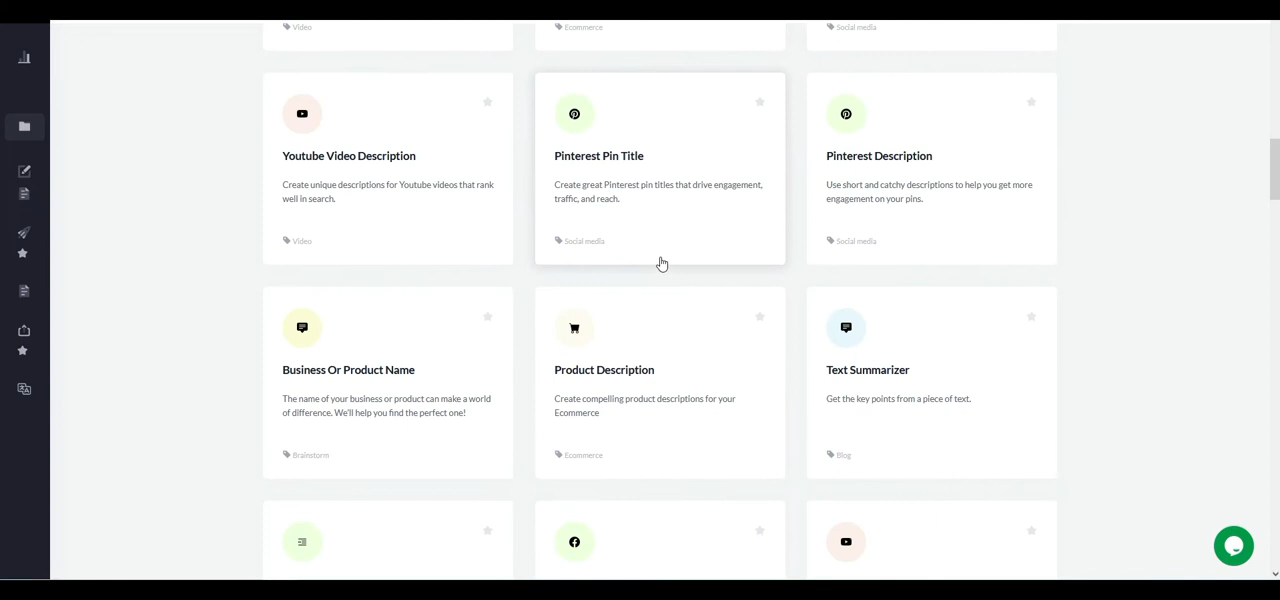 Video
Ecommerce
Social media
Youtube Video Description
Create unique descriptions for Youtube videos that rank
well in search.
Video
Pinterest Pin Title
Create great Pinterest pin titles that drive engagement,
traffic, and reach.
Social media
Pinterest Description
Use short and catchy descriptions to help you get more
engagement on your pins.
Social media
Business Or Product Name
The name of your business or product can make a world
of difference. We'll help you find the perfect one!
Brainstorm
Product Description
Create compelling product descriptions for your
Ecommerce
Ecommerce
Text Summarizer
Get the key points from a piece of text.
Blog